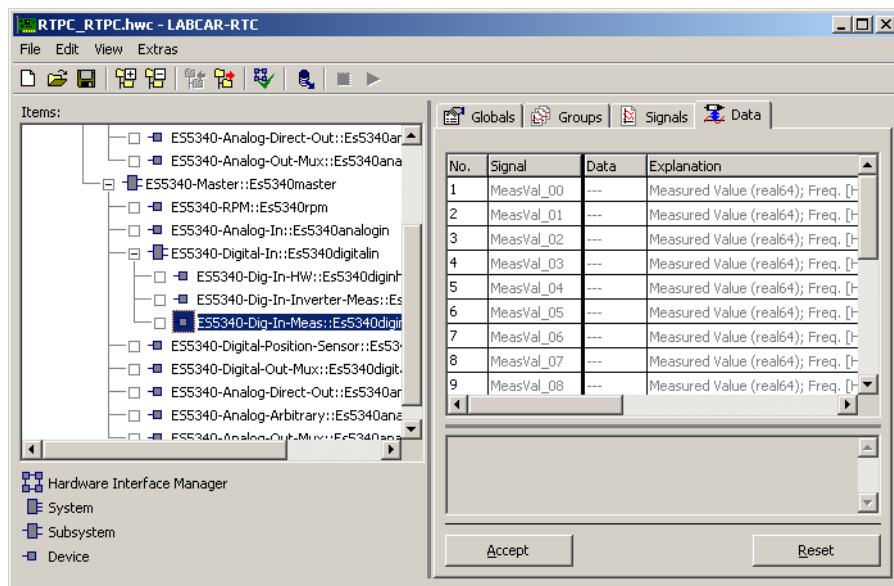 RTPC_RTPC.hwc - LABCAR-RTC
File Edit View Extras
Items:
ES5340-Analog-Direct-Out::Es5340ar
ES5340-Analog-Out-Mux::Es5340ana
ES5340-Master::Es5340master
ES5340-RPM::Es5340rpm
ES5340-Analog-In::Es5340analogin
ES5340-Digital-In::Es5340digitalin
ES5340-Dig-In-HW::Es5340diginh
ES5340-Dig-In-Inverter-Meas::Es
ES5340-Dig-In-Meas::Es5340digin
ES5340-Digital-Position-Sensor::Es53
ES5340-Digital-Out-Mux::Es5340digit
ES5340-Analog-Direct-Out::Es5340ar
ES5340-Analog-Arbitrary::Es5340ana
ES5340-Analog-Out-Mux::Es5340ana
Hardware Interface Manager
System
Subsystem
Device
Globals Groups Signals Data
No. Signal Data Explanation
1 MeasVal_00 --- Measured Value (real64); Freq. [H
2 MeasVal_01 --- Measured Value (real64); Freq. [H
3 MeasVal_02 --- Measured Value (real64); Freq. [H
4 MeasVal_03 --- Measured Value (real64); Freq. [H
5 MeasVal_04 --- Measured Value (real64); Freq. [H
6 MeasVal_05 --- Measured Value (real64); Freq. [H
7 MeasVal_06 --- Measured Value (real64); Freq. [H
8 MeasVal_07 --- Measured Value (real64); Freq. [H
9 MeasVal_08 --- Measured Value (real64); Freq. [H
Accept Reset